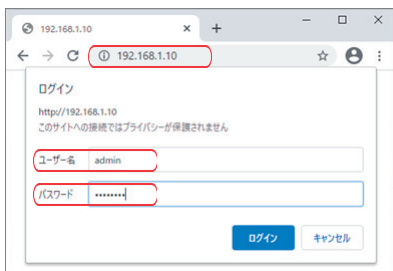 192.168.1.10
192.168.1.10
ログイン
http://192.168.1.10
このサイトへの接続ではプライバシーが保護されません
ユーザー名 admin
パスワード ••••••••
ログイン キャンセル